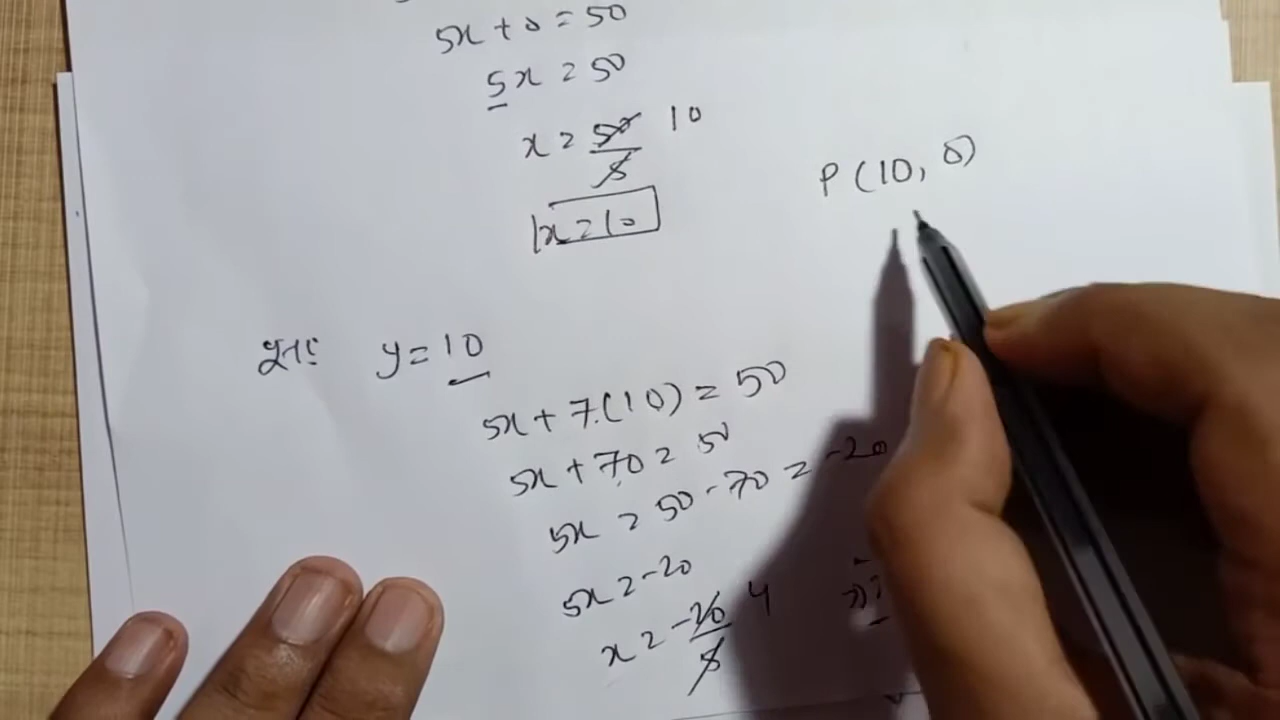 5x + 0 = 50
5x = 50
x = 50/5 10
x = 10
P(10, 0)
y = 10
5x + 7.(10) = 50
5x + 70 = 50
5x = 50 - 70 = -20
5x = -20
x = -20/5 4